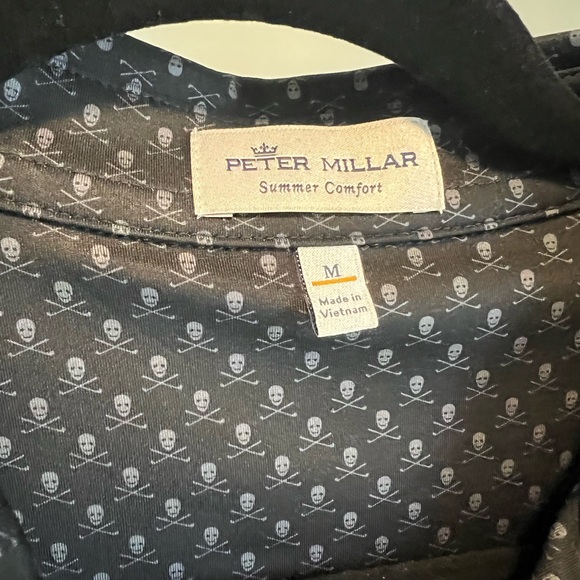 PETER MILLAR
Summer Comfort
M
Made in
Vietnam